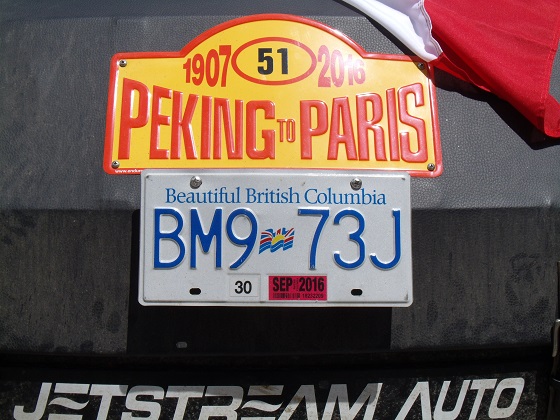 1907 51 2016
PEKING TO PARIS
Beautiful British Columbia
BM9 73J
30 SEP 2016
JETSTREAM AUTO